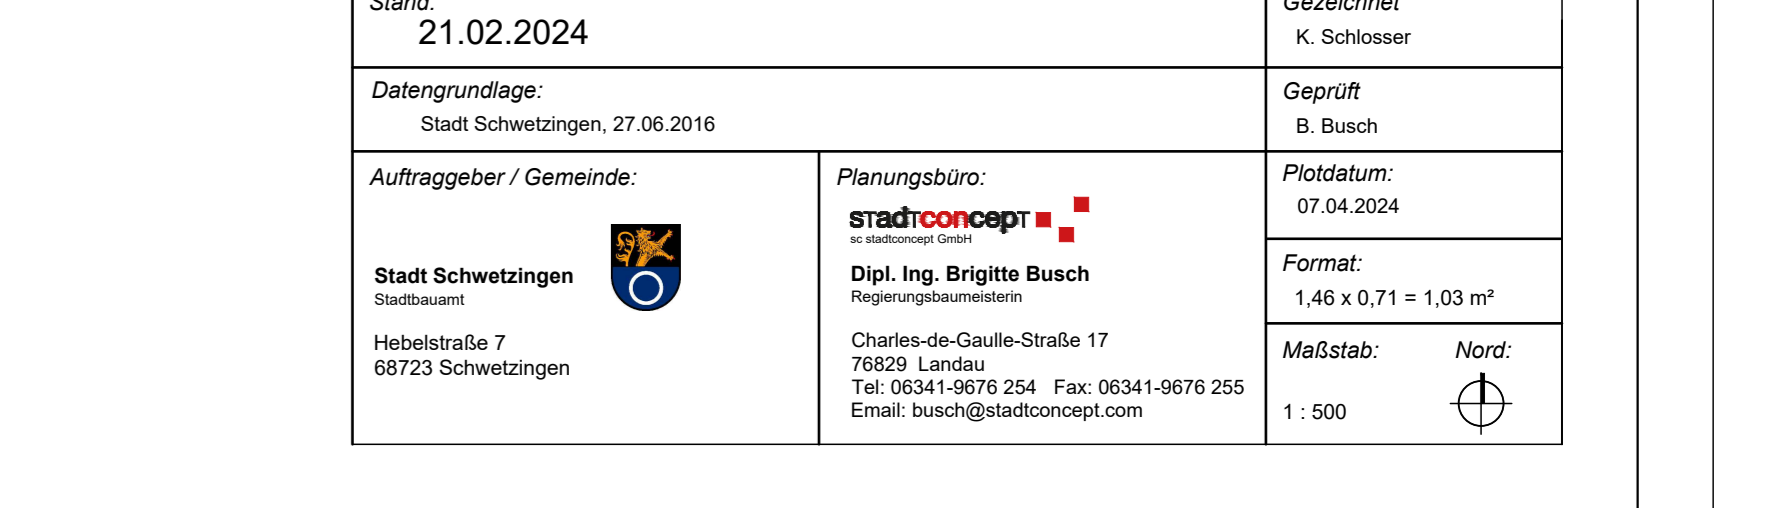 Stand:
21.02.2024
Gezeichnet
K. Schlosser
Datengrundlage:
Stadt Schwetzingen, 27.06.2016
Geprüft
B. Busch
Auftraggeber / Gemeinde:
Stadt Schwetzingen
Stadtbauamt
Hebelstraße 7
68723 Schwetzingen
Planungsbüro:
stadtconcept
sc stadtconcept GmbH
Dipl. Ing. Brigitte Busch
Regierungsbaumeisterin
Charles-de-Gaulle-Straße 17
76829 Landau
Tel: 06341-9676 254 Fax: 06341-9676 255
Email: busch@stadtconcept.com
Plotdatum:
07.04.2024
Format:
1,46 x 0,71 = 1,03 m²
Maßstab: Nord:
1 : 500